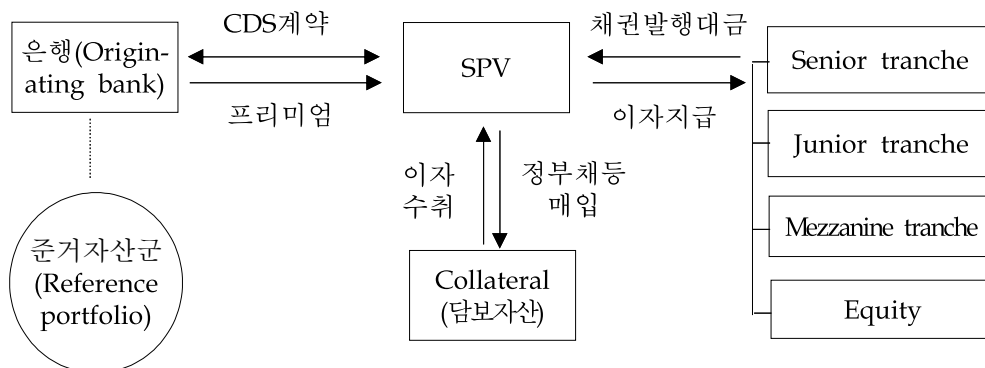 은행(Origin-
ating bank)
CDS계약
프리미엄
SPV
채권발행대금
이자지급
Senior tranche
Junior tranche
Mezzanine tranche
Equity
이자
수취
정부채등
매입
준거자산군
(Reference
portfolio)
Collateral
(담보자산)